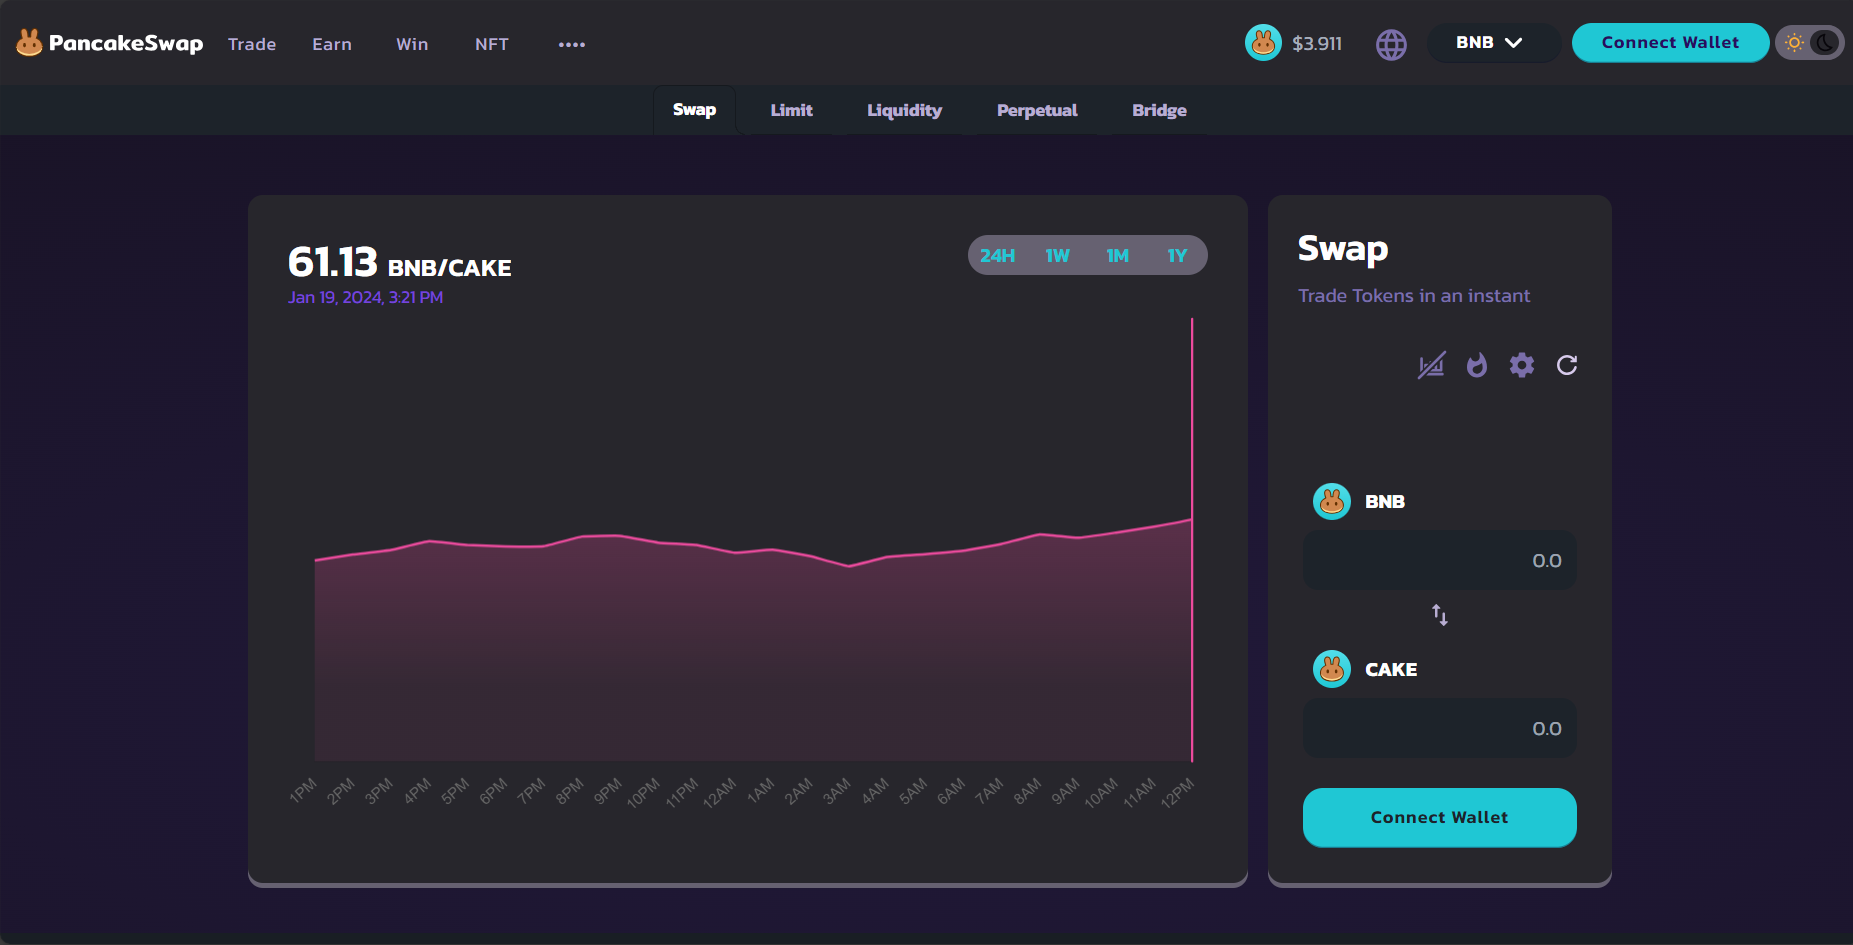 PancakeSwap Trade Earn Win NFT $3.911 BNB Connect Wallet
Swap Limit Liquidity Perpetual Bridge
61.13 BNB/CAKE
Jan 19, 2024, 3:21 PM
24H 1W 1M 1Y
1PM 2PM 3PM 4PM 5PM 6PM 7PM 8PM 9PM 10PM 11PM 12AM 1AM 2AM 3AM 4AM 5AM 6AM 7AM 8AM 9AM 10AM 11AM 12PM
Swap
Trade Tokens in an instant
BNB
0.0
CAKE
0.0
Connect Wallet